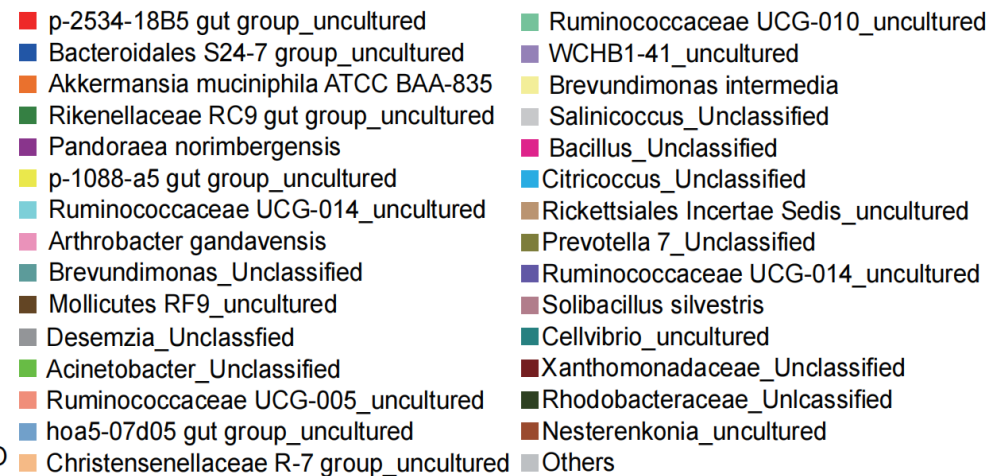 p-2534-18B5 gut group_uncultured
Bacteroidales S24-7 group_uncultured
Akkermansia muciniphila ATCC BAA-835
Rikenellaceae RC9 gut group_uncultured
Pandoraea norimbergensis
p-1088-a5 gut group_uncultured
Ruminococcaceae UCG-014_uncultured
Arthrobacter gandavensis
Brevundimonas_Unclassified
Mollicutes RF9_uncultured
Desemzia_Unclassfied
Acinetobacter_Unclassified
Ruminococcaceae UCG-005_uncultured
hoa5-07d05 gut group_uncultured
Christensenellaceae R-7 group_uncultured
Ruminococcaceae UCG-010_uncultured
WCHB1-41_uncultured
Brevundimonas intermedia
Salinicoccus_Unclassified
Bacillus_Unclassified
Citricoccus_Unclassified
Rickettsiales Incertae Sedis_uncultured
Prevotella 7_Unclassified
Ruminococcaceae UCG-014_uncultured
Solibacillus silvestris
Cellvibrio_uncultured
Xanthomonadaceae_Unclassified
Rhodobacteraceae_Unlcassified
Nesterenkonia_uncultured
Others